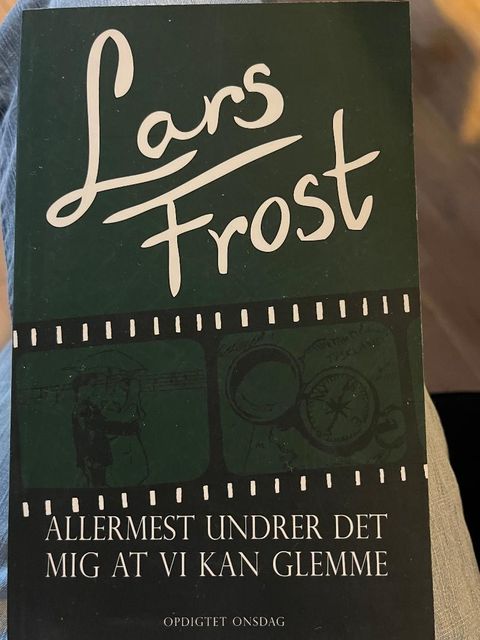 Lars
Frost
ALLERMEST UNDRER DET
MIG AT VI KAN GLEMME
OPDIGTET ONSDAG